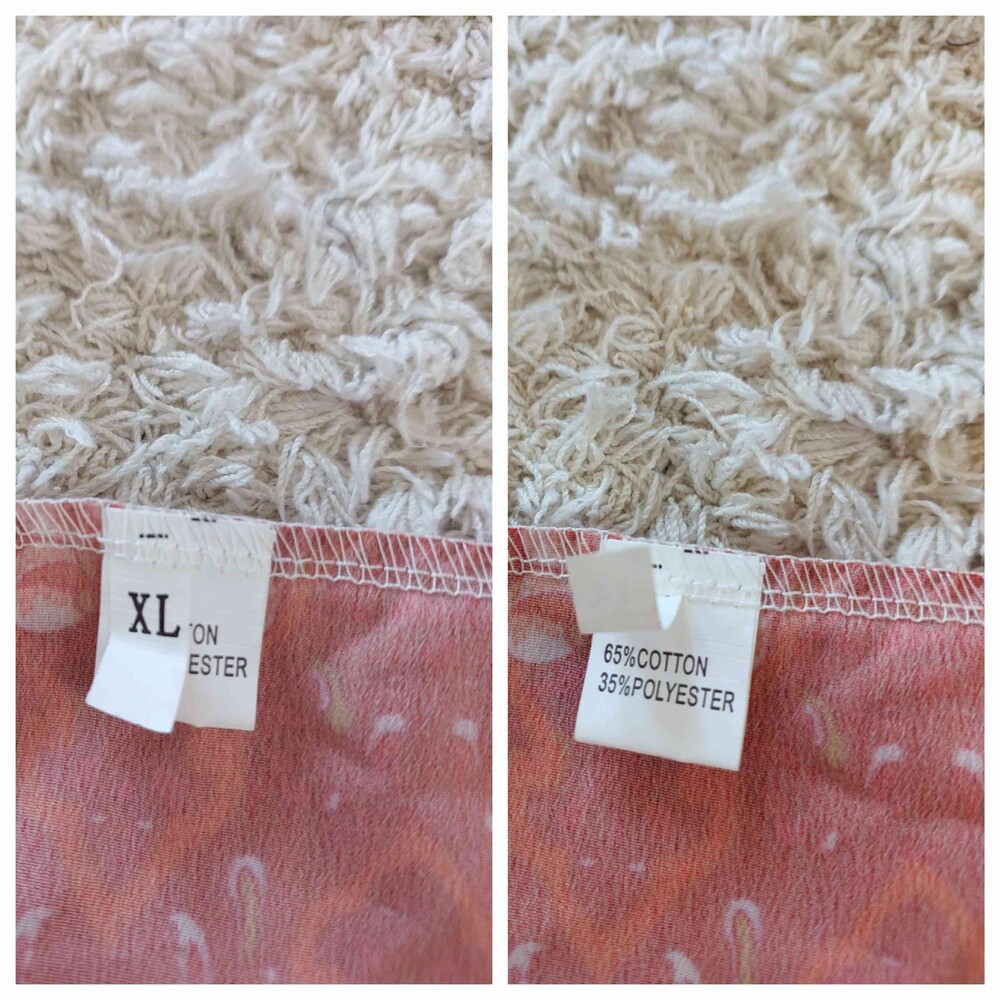 XL
TON
ESTER
65%COTTON
35%POLYESTER